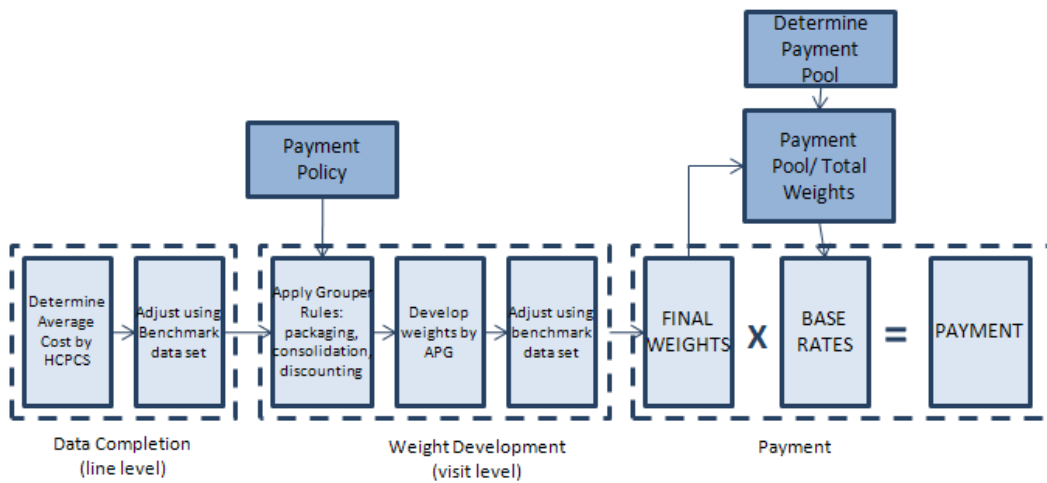 Determine
Payment
Pool
Payment
Policy
Payment
Pool/ Total
Weights
Determine
Average
Cost by
HCPCS
Adjust using
Benchmark
data set
Apply Grouper
Rules:
packaging,
consolidation,
discounting
Develop
weights by
APG
Adjust using
benchmark
data set
FINAL
WEIGHTS
X
BASE
RATES
=
PAYMENT
Data Completion
(line level)
Weight Development
(visit level)
Payment